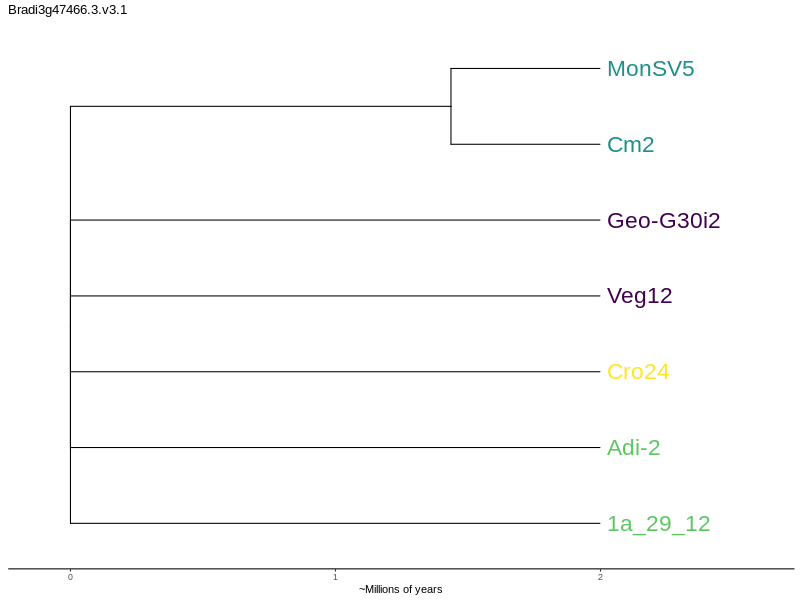 Bradi3g47466.3.v3.1
MonSV5
Cm2
Geo-G30i2
Veg12
Cro24
Adi-2
1a_29_12
0 1 2
~Millions of years